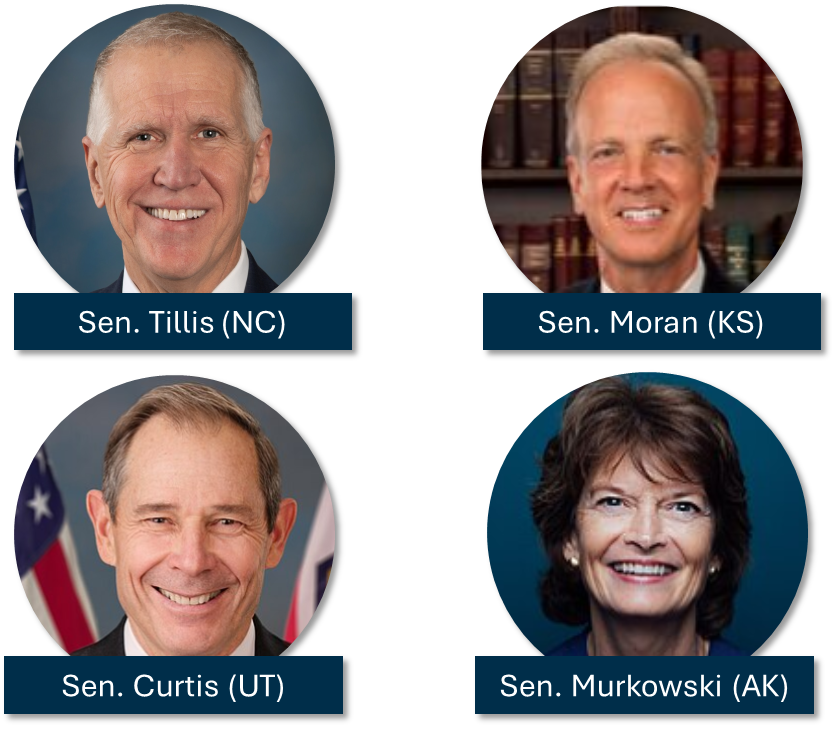 Sen. Tillis (NC)
Sen. Moran (KS)
Sen. Curtis (UT)
Sen. Murkowski (AK)